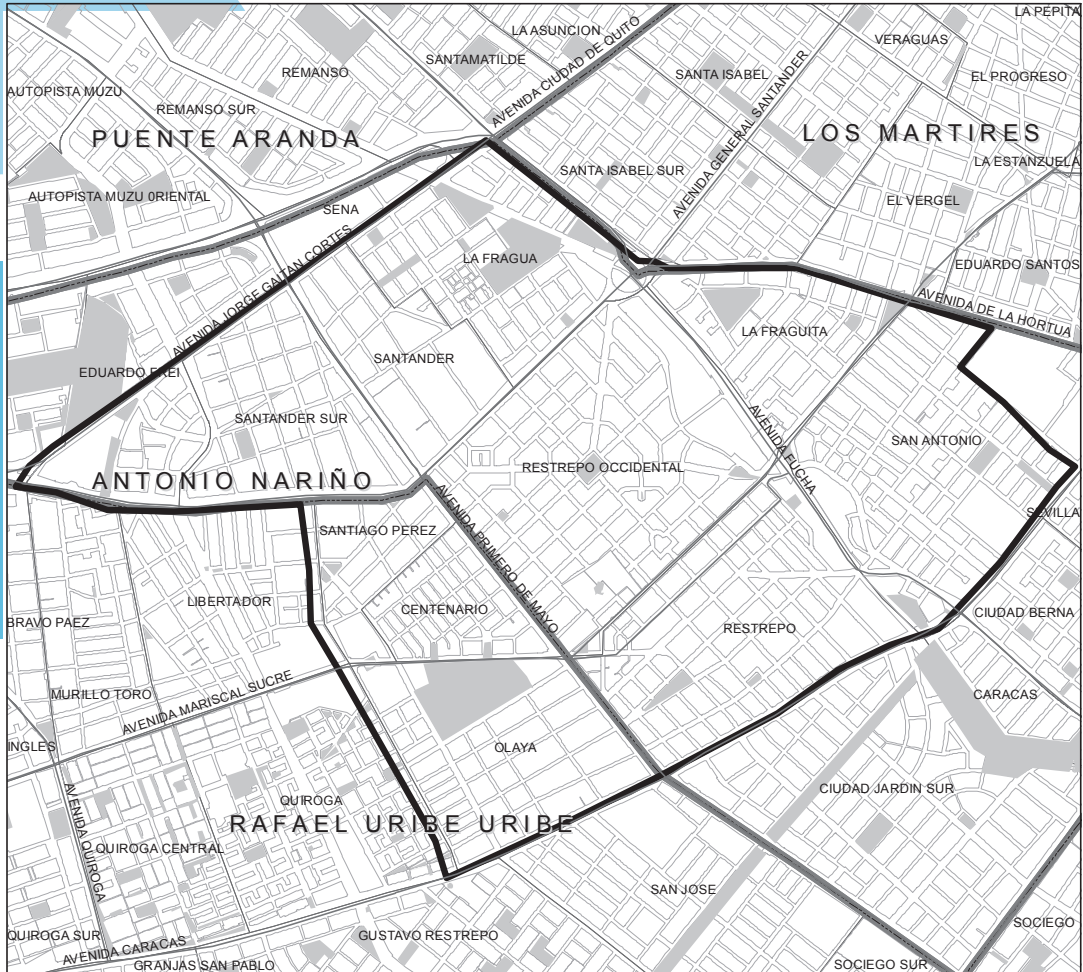 LA PEPITA
LA ASUNCION
VERAGUAS
SANTAMATILDE
AVENIDA CIUDAD DE QUITO
REMANSO
SANTA ISABEL
EL PROGRESO
AUTOPISTA MUZU
REMANSO SUR
AVENIDA GENERAL SANTANDER
PUENTE ARANDA
LOS MARTIRES
LA ESTANZUELA
SANTA ISABEL SUR
AUTOPISTA MUZU 0RIENTAL
EL VERGEL
SENA
LA FRAGUA
EDUARDO SANTOS
AVENIDA JORGE GAITAN CORTES
AVENIDA DE LA HORTUA
LA FRAGUITA
SANTANDER
EDUARDO FREI
SANTANDER SUR
AVENIDA FUCHA
SAN ANTONIO
RESTREPO OCCIDENTAL
ANTONIO NARIÑO
SEVILLA
SANTIAGO PEREZ
AVENIDA PRIMERO DE MAYO
LIBERTADOR
CENTENARIO
CIUDAD BERNA
BRAVO PAEZ
RESTREPO
MURILLO TORO
AVENIDA MARISCAL SUCRE
CARACAS
INGLES
OLAYA
CIUDAD JARDIN SUR
QUIROGA
RAFAEL URIBE URIBE
AVENIDA QUIROGA
QUIROGA CENTRAL
SAN JOSE
SOCIEGO
QUIROGA SUR
GUSTAVO RESTREPO
AVENIDA CARACAS
GRANJAS SAN PABLO
SOCIEGO SUR